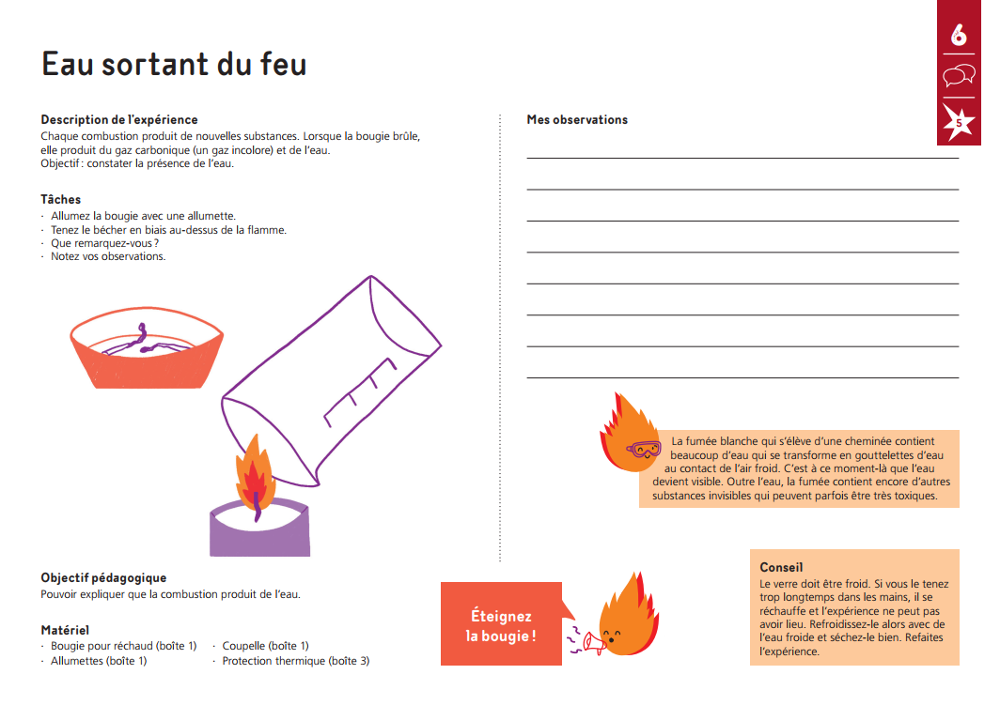 Eau sortant du feu
6
5
Description de l'expérience
Chaque combustion produit de nouvelles substances. Lorsque la bougie brûle,
elle produit du gaz carbonique (un gaz incolore) et de l'eau.
Objectif : constater la présence de l'eau.
Tâches
· Allumez la bougie avec une allumette.
· Tenez le bécher en biais au-dessus de la flamme.
· Que remarquez-vous ?
· Notez vos observations.
Objectif pédagogique
Pouvoir expliquer que la combustion produit de l'eau.
Matériel
· Bougie pour réchaud (boîte 1)
· Allumettes (boîte 1)
· Coupelle (boîte 1)
· Protection thermique (boîte 3)
Mes observations
La fumée blanche qui s'élève d'une cheminée contient
beaucoup d'eau qui se transforme en gouttelettes d'eau
au contact de l'air froid. C'est à ce moment-là que l'eau
devient visible. Outre l'eau, la fumée contient encore d'autres
substances invisibles qui peuvent parfois être très toxiques.
Éteignez
la bougie !
Conseil
Le verre doit être froid. Si vous le tenez
trop longtemps dans les mains, il se
réchauffe et l'expérience ne peut pas
avoir lieu. Refroidissez-le alors avec de
l'eau froide et séchez-le bien. Refaites
l'expérience.